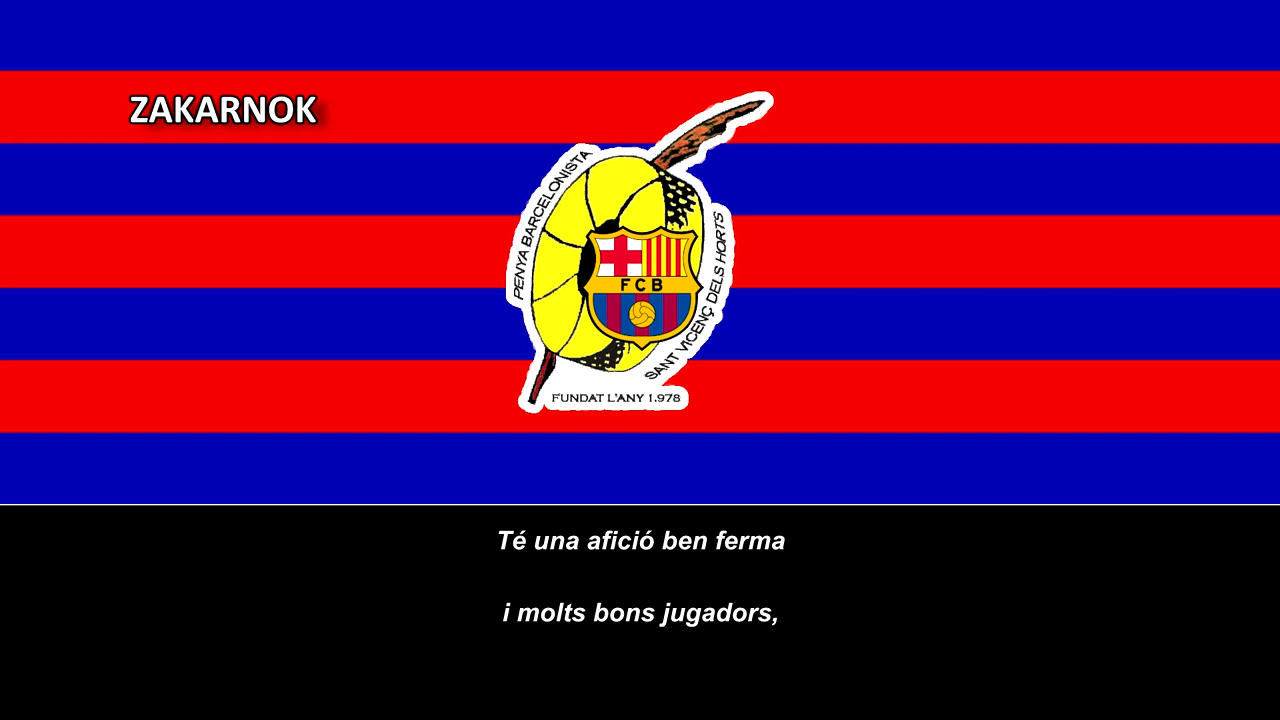 ZAKARNOK
PENYA BARCELONISTA
SANT VICENÇ DELS HORTS
FCB
FUNDAT L'ANY 1.978
Té una afició ben ferma
i molts bons jugadors,